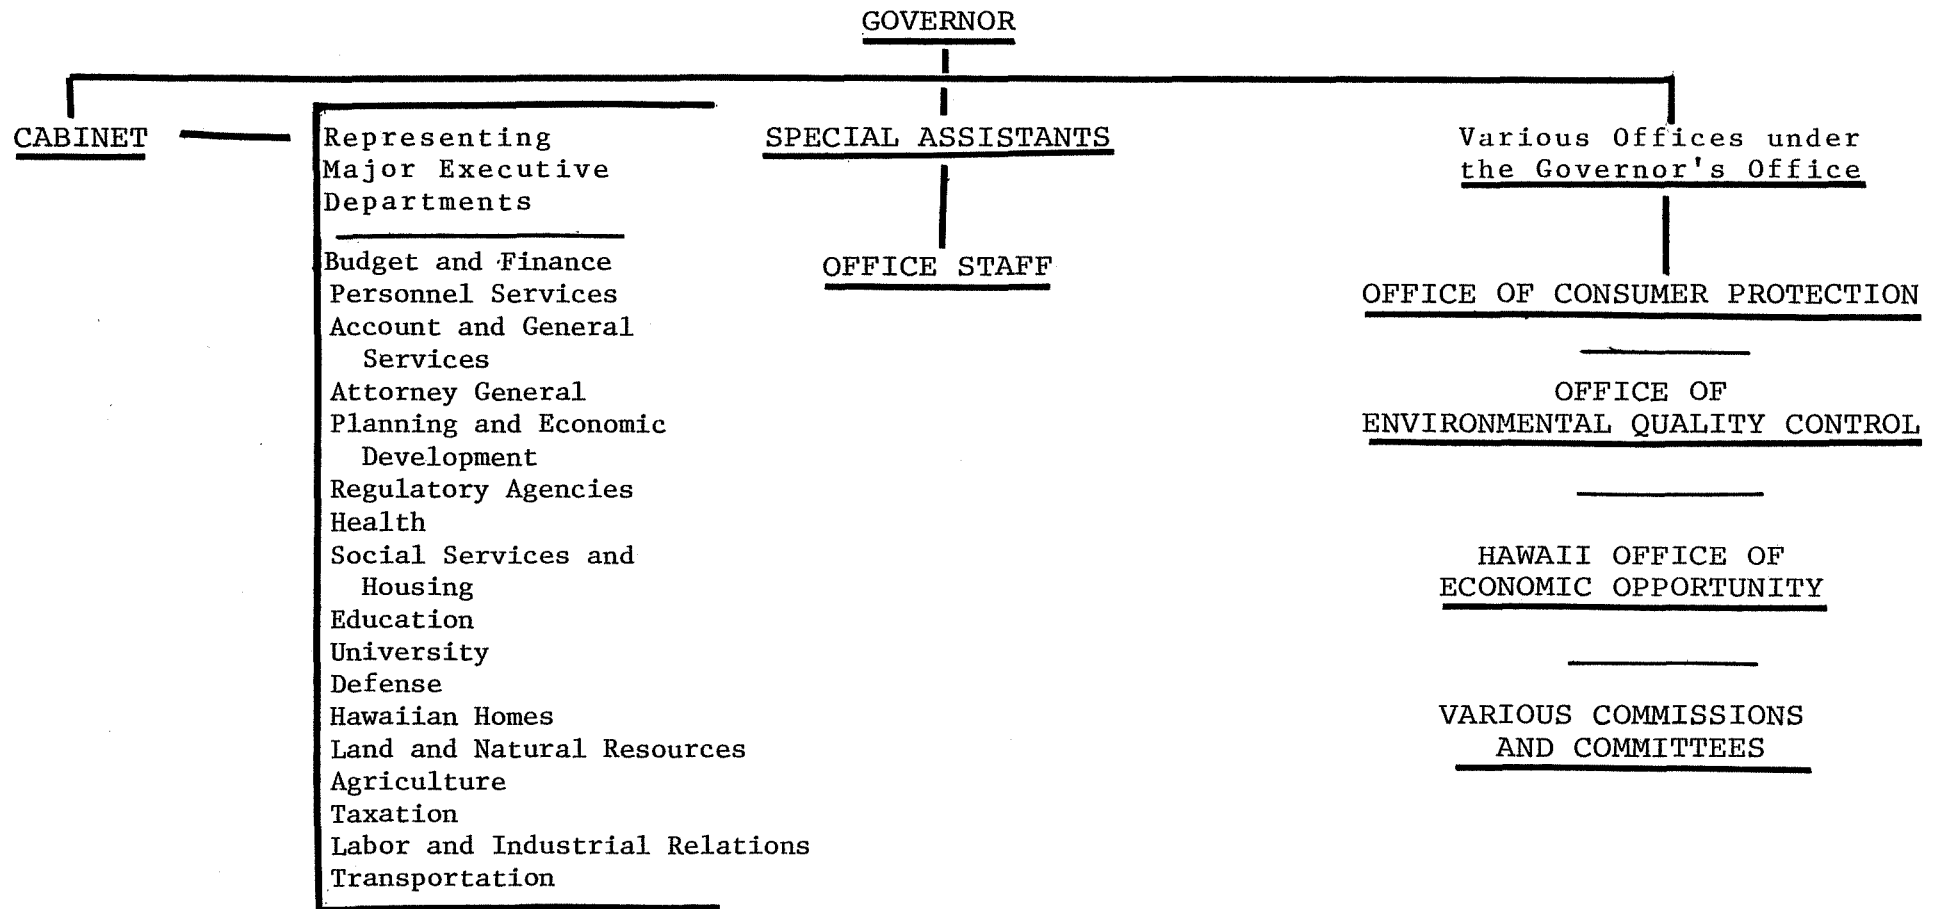 GOVERNOR
CABINET
Representing
Major Executive
Departments
Budget and Finance
Personnel Services
Account and General
Services
Attorney General
Planning and Economic
Development
Regulatory Agencies
Health
Social Services and
Housing
Education
University
Defense
Hawaiian Homes
Land and Natural Resources
Agriculture
Taxation
Labor and Industrial Relations
Transportation
SPECIAL ASSISTANTS
OFFICE STAFF
Various Offices under
the Governor's Office
OFFICE OF CONSUMER PROTECTION
OFFICE OF
ENVIRONMENTAL QUALITY CONTROL
HAWAII OFFICE OF
ECONOMIC OPPORTUNITY
VARIOUS COMMISSIONS
AND COMMITTEES